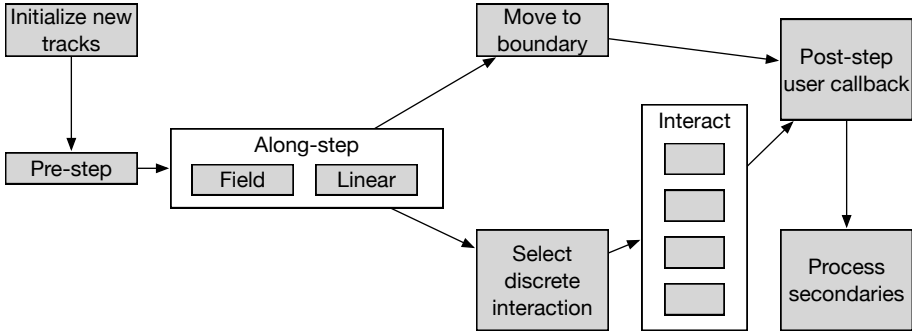 Initialize new
tracks
Pre-step
Along-step
Field
Linear
Move to
boundary
Select
discrete
interaction
Interact
Post-step
user callback
Process
secondaries